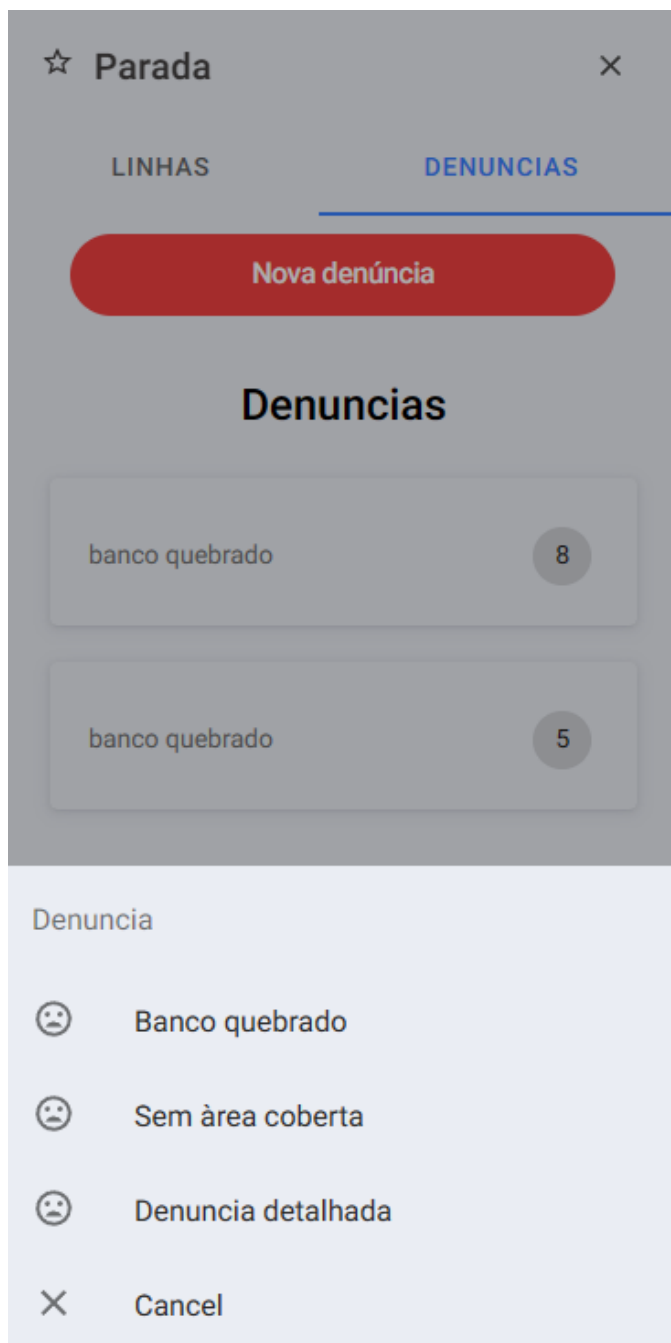 Parada
LINHAS DENUNCIAS
Nova denúncia
Denuncias
banco quebrado 8
banco quebrado 5
Denuncia
Banco quebrado
Sem àrea coberta
Denuncia detalhada
Cancel